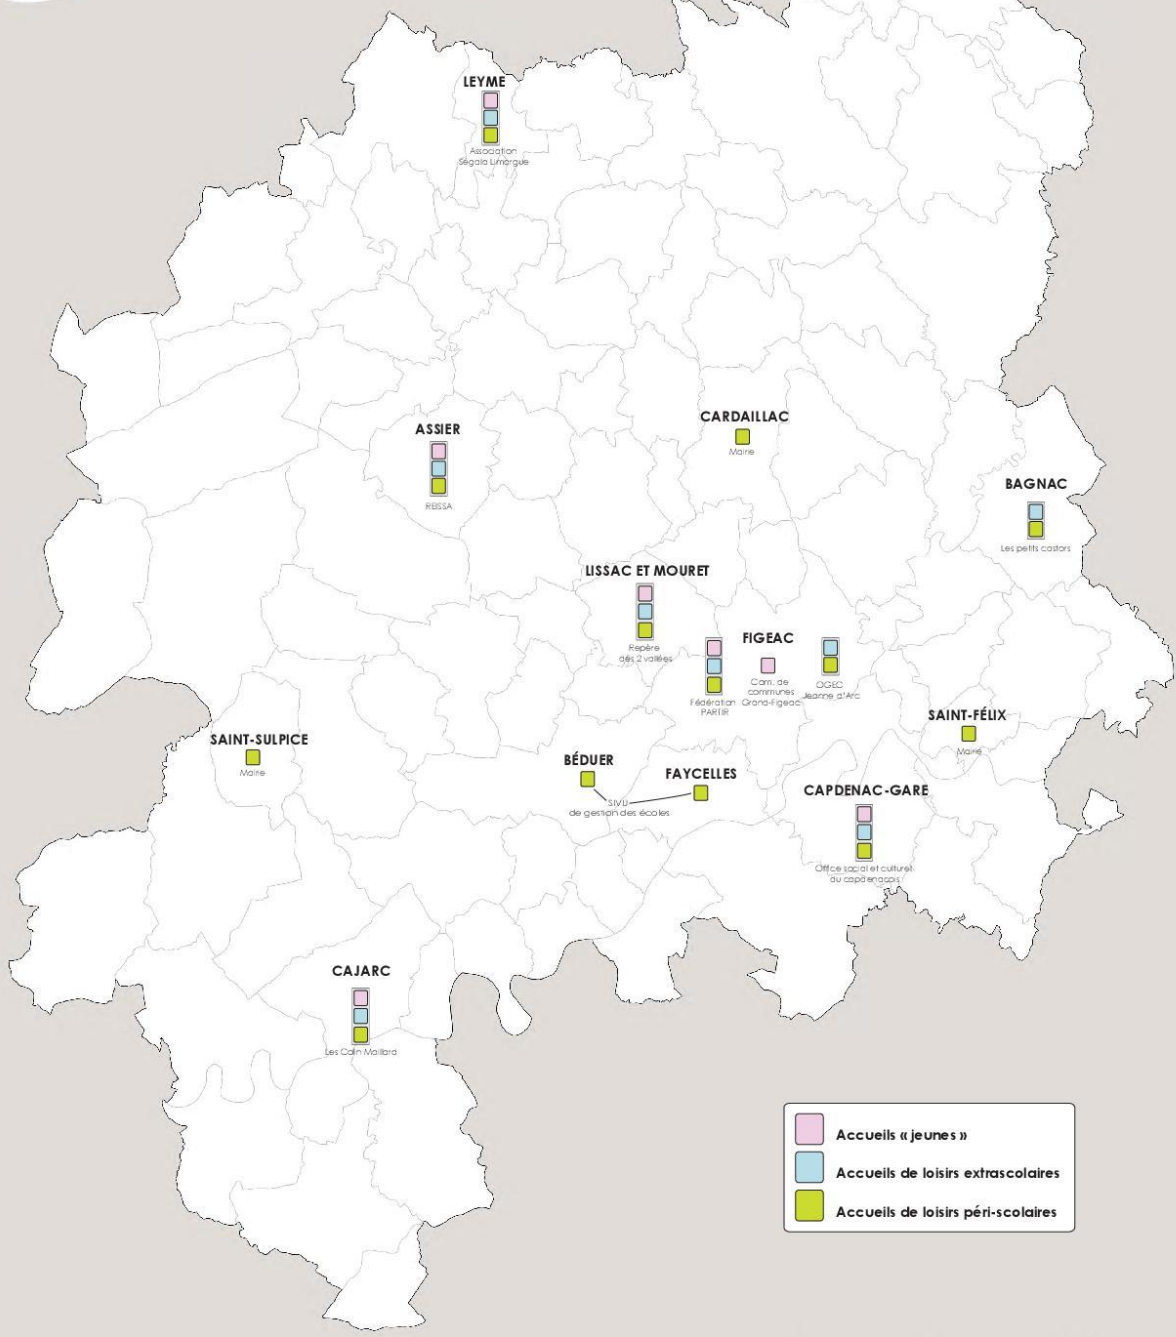 LEYME
Association
Ségala Limargue
CARDAILLAC
Mairie
ASSIER
REISSA
BAGNAC
Les petits castors
LISSAC ET MOURET
Repère
des 2 vallées
FIGEAC
Fédération
PARTIR
Com. de
communes
Grand-Figeac
OGEC
Jeanne d'Arc
SAINT-FÉLIX
Mairie
SAINT-SULPICE
Mairie
BÉDUER
FAYCELLES
SIVU
de gestion des écoles
CAPDENAC-GARE
Office social et culturel
du capdenacois
CAJARC
Les Colin Maillard
Accueils « jeunes »
Accueils de loisirs extrascolaires
Accueils de loisirs péri-scolaires